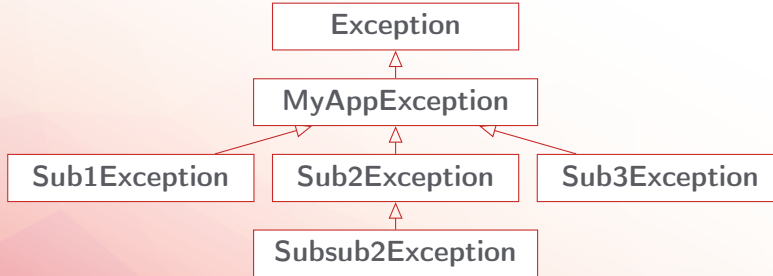 Exception
MyAppException
Sub1Exception
Sub2Exception
Sub3Exception
Subsub2Exception